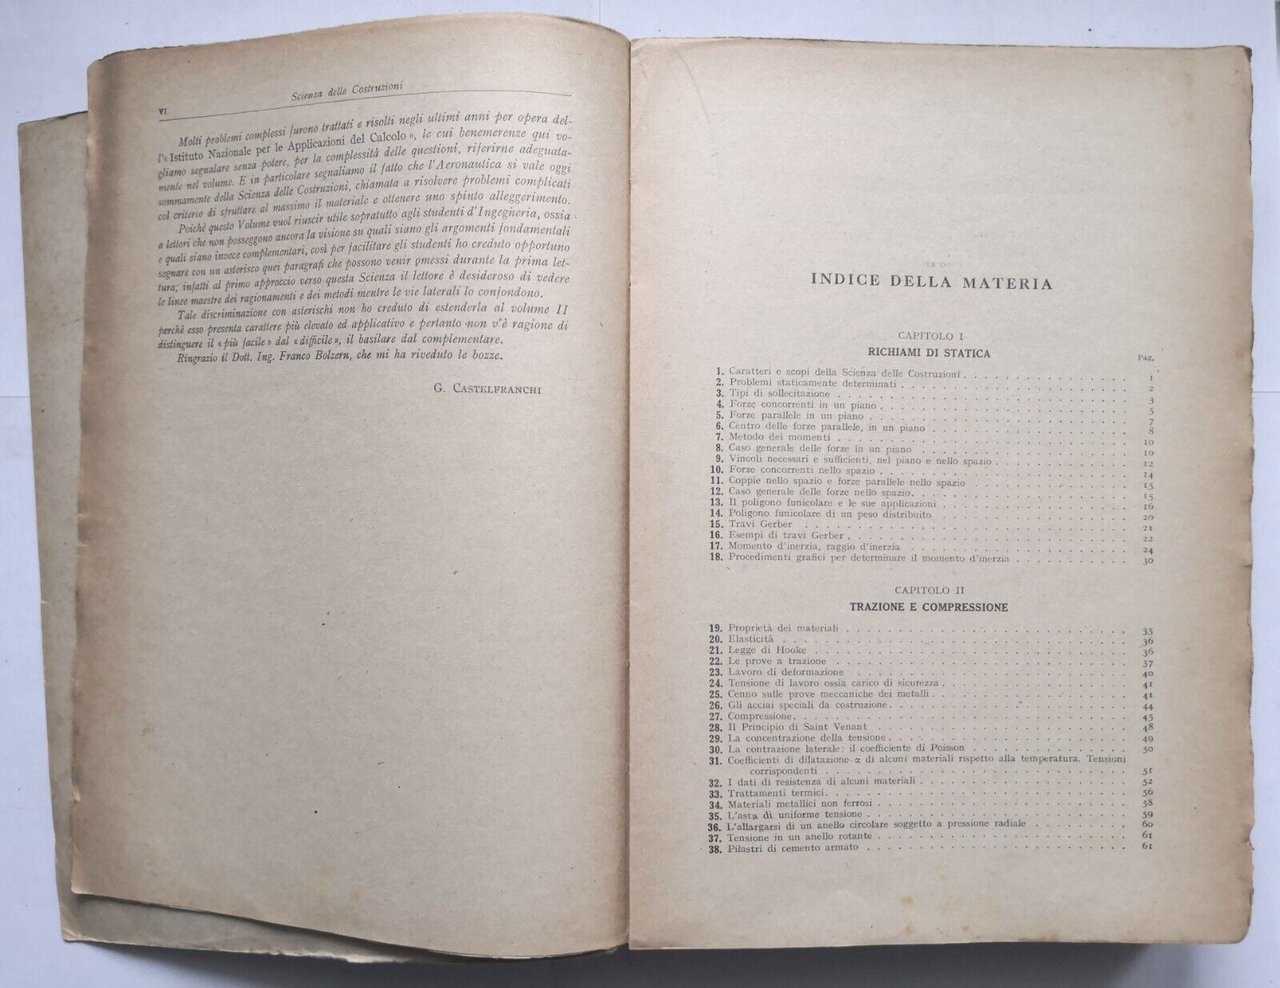 VI
Scienza delle Costruzioni
Molti problemi complessi furono trattati e risolti negli ultimi anni per opera del-
l'« Istituto Nazionale per le Applicazioni del Calcolo », le cui benemerenze qui vo-
gliamo segnalare senza potere, per la complessità delle questioni, riferirne adeguata-
mente nel volume. E in particolare segnaliamo il fatto che l'Aeronautica si vale oggi
sommamente della Scienza delle Costruzioni, chiamata a risolvere problemi complicati
col criterio di sfruttare al massimo il materiale e ottenere uno spinto alleggerimento.
Poichè questo Volume vuol riuscir utile sopratutto agli studenti d'Ingegneria, ossia
a lettori che non posseggono ancora la visione su quali siano gli argomenti fondamentali
e quali siano invece complementari, così per facilitare gli studenti ho creduto opportuno
segnare con un asterisco quei paragrafi che possono venir omessi durante la prima let-
tura; infatti al primo approccio verso questa Scienza il lettore è desideroso di vedere
le linee maestre dei ragionamenti e dei metodi mentre le vie laterali lo confondono.
Tale discriminazione con asterischi non ho creduto di estenderla al volume II
perchè esso presenta carattere più elevato ed applicativo e pertanto non v'è ragione di
distinguere il « più facile » dal « difficile », il basilare dal complementare.
Ringrazio il Dott. Ing. Franco Bolzern, che mi ha riveduto le bozze.
G. CASTELFRANCHI
INDICE DELLA MATERIA
CAPITOLO I
RICHIAMI DI STATICA
Pag.
1. Caratteri e scopi della Scienza delle Costruzioni . . . 1
2. Problemi staticamente determinati . . . 2
3. Tipi di sollecitazione . . . 3
4. Forze concorrenti in un piano . . . 5
5. Forze parallele in un piano . . . 7
6. Centro delle forze parallele, in un piano . . . 8
7. Metodo dei momenti . . . 10
8. Caso generale delle forze in un piano . . . 10
9. Vincoli necessari e sufficienti, nel piano e nello spazio . . . 12
10. Forze concorrenti nello spazio . . . 14
11. Coppie nello spazio e forze parallele nello spazio . . . 15
12. Caso generale delle forze nello spazio . . . 15
13. Il poligono funicolare e le sue applicazioni . . . 16
14. Poligono funicolare di un peso distribuito . . . 20
15. Travi Gerber . . . 21
16. Esempi di travi Gerber . . . 22
17. Momento d'inerzia, raggio d'inerzia . . . 24
18. Procedimenti grafici per determinare il momento d'inerzia . . . 30
CAPITOLO II
TRAZIONE E COMPRESSIONE
19. Proprietà dei materiali . . . 35
20. Elasticità . . . 36
21. Legge di Hooke . . . 36
22. Le prove a trazione . . . 37
23. Lavoro di deformazione . . . 40
24. Tensione di lavoro ossia carico di sicurezza . . . 41
25. Cenno sulle prove meccaniche dei metalli . . . 41
26. Gli acciai speciali da costruzione . . . 44
27. Compressione . . . 45
28. Il Principio di Saint Venant . . . 48
29. La concentrazione della tensione . . . 49
30. La contrazione laterale: il coefficiente di Poisson . . . 50
31. Coefficienti di dilatazione α di alcuni materiali rispetto alla temperatura. Tensioni
corrispondenti . . . 51
32. I dati di resistenza di alcuni materiali . . . 52
33. Trattamenti termici . . . 56
34. Materiali metallici non ferrosi . . . 58
35. L'asta di uniforme tensione . . . 59
36. L'allargarsi di un anello circolare soggetto a pressione radiale . . . 60
37. Tensione in un anello rotante . . . 61
38. Pilastri di cemento armato . . . 61